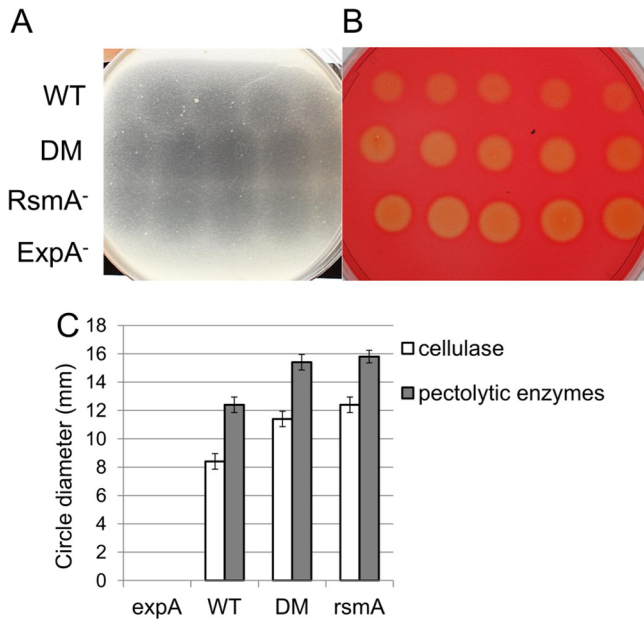 A
B
WT
DM
RsmA-
ExpA-
C
18
16
14
12
10
8
6
4
2
0
Circle diameter (mm)
expA WT DM rsmA
cellulase
pectolytic enzymes